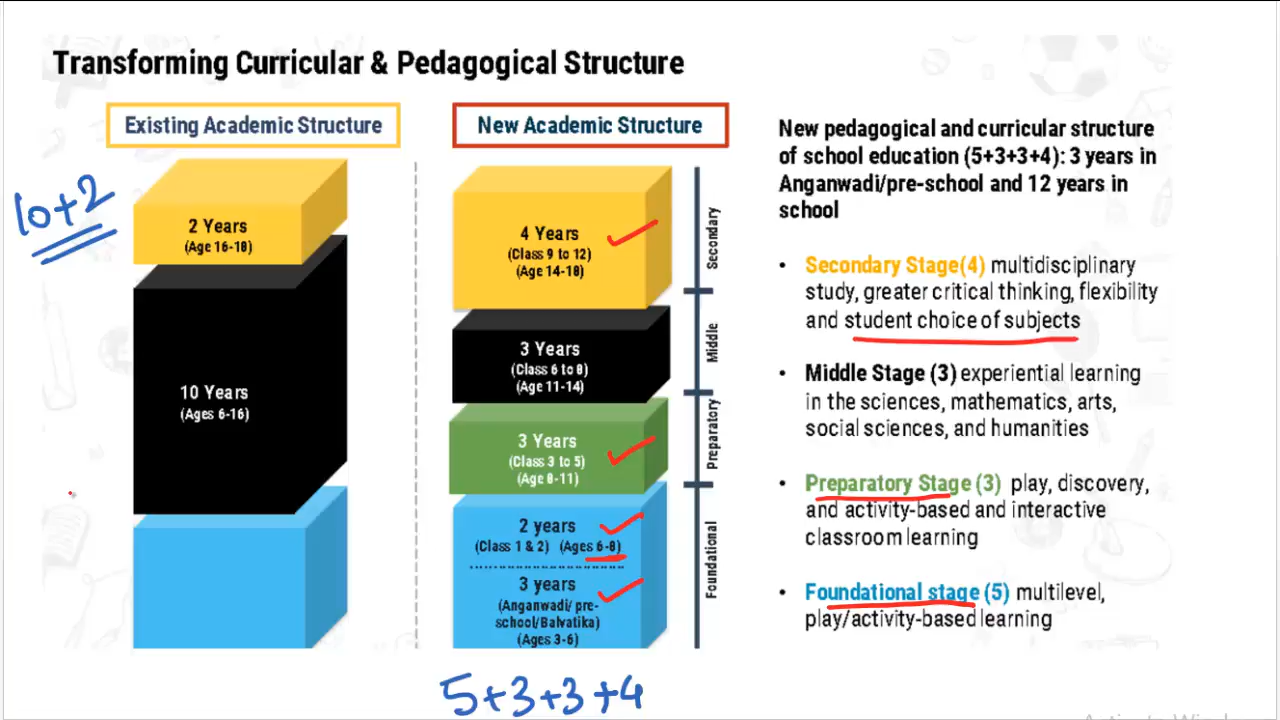 Transforming Curricular & Pedagogical Structure
Existing Academic Structure
10+2
2 Years
(Age 16-18)
10 Years
(Ages 6-16)
New Academic Structure
4 Years
(Class 9 to 12)
(Age 14-18)
Secondary
3 Years
(Class 6 to 8)
(Age 11-14)
Middle
3 Years
(Class 3 to 5)
(Age 8-11)
Preparatory
2 years
(Class 1 & 2) (Ages 6-8)
3 years
(Anganwadi/ pre-
school/Balvatika)
(Ages 3-6)
Foundational
5+3+3+4
New pedagogical and curricular structure
of school education (5+3+3+4): 3 years in
Anganwadi/pre-school and 12 years in
school
• Secondary Stage(4) multidisciplinary
study, greater critical thinking, flexibility
and student choice of subjects
• Middle Stage (3) experiential learning
in the sciences, mathematics, arts,
social sciences, and humanities
• Preparatory Stage (3) play, discovery,
and activity-based and interactive
classroom learning
• Foundational stage (5) multilevel,
play/activity-based learning